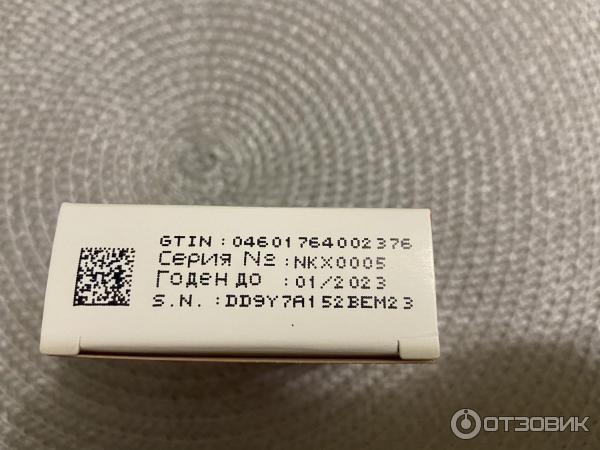 GTIN : 04601764002376
Серия № : NKX0005
Годен до : 01/2023
S.N. : DD9Y7A152BEM23
ОТЗОВИК